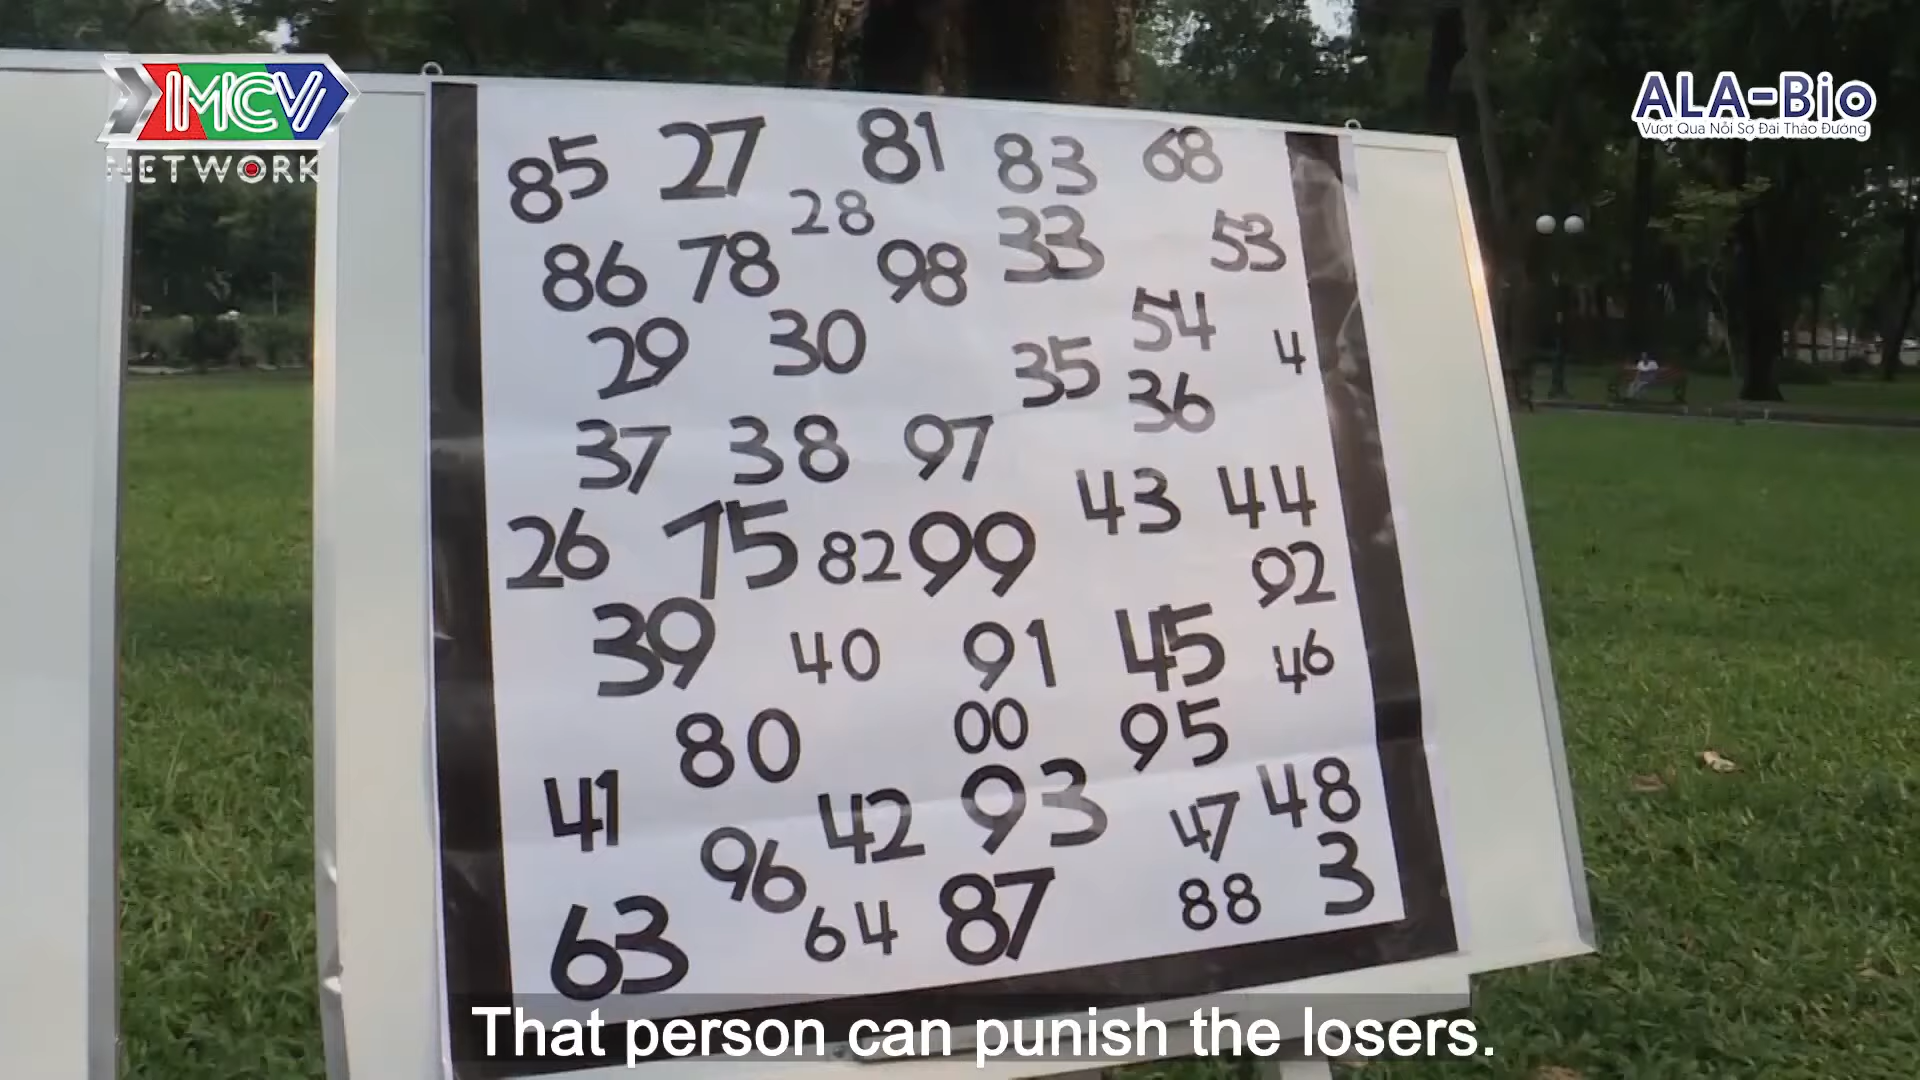 MCV
NETWORK
ALA-Bio
Vượt Qua Nỗi Sợ Đái Tháo Đường
85 27 81 83 68
28
86 78 98 33 53
29 30 35 54 4
36
37 38 97
43 44
26 75 82 99
92
39 40 91 45 46
80 00 95
41 42 93 47 48
96
63 64 87 88 3
That person can punish the losers.